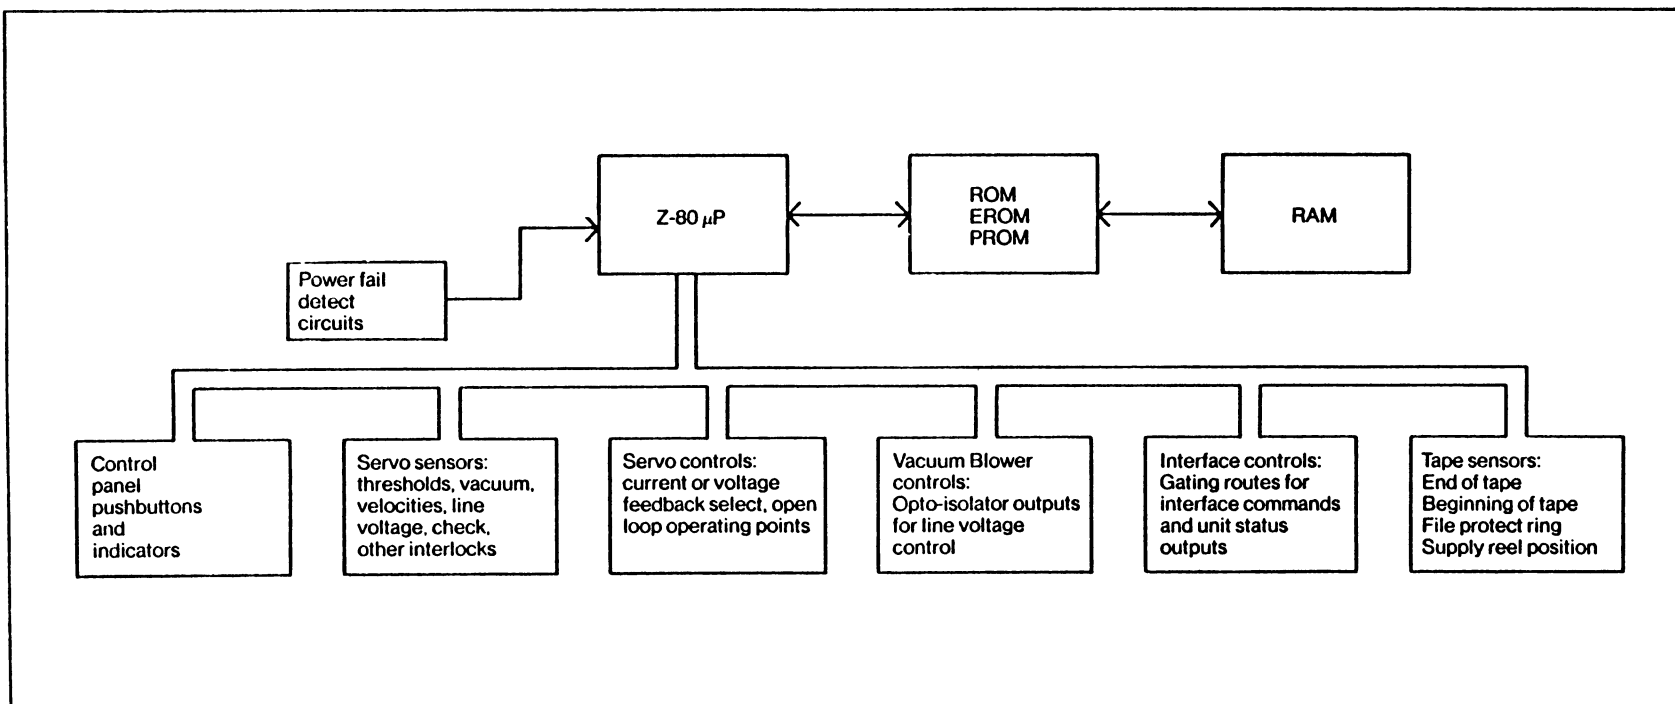 Z-80 μP
ROM
EROM
PROM
RAM
Power fail
detect
circuits
Control
panel
pushbuttons
and
indicators
Servo sensors:
thresholds, vacuum,
velocities, line
voltage, check,
other interlocks
Servo controls:
current or voltage
feedback select, open
loop operating points
Vacuum Blower
controls:
Opto-isolator outputs
for line voltage
control
Interface controls:
Gating routes for
interface commands
and unit status
outputs
Tape sensors:
End of tape
Beginning of tape
File protect ring
Supply reel position